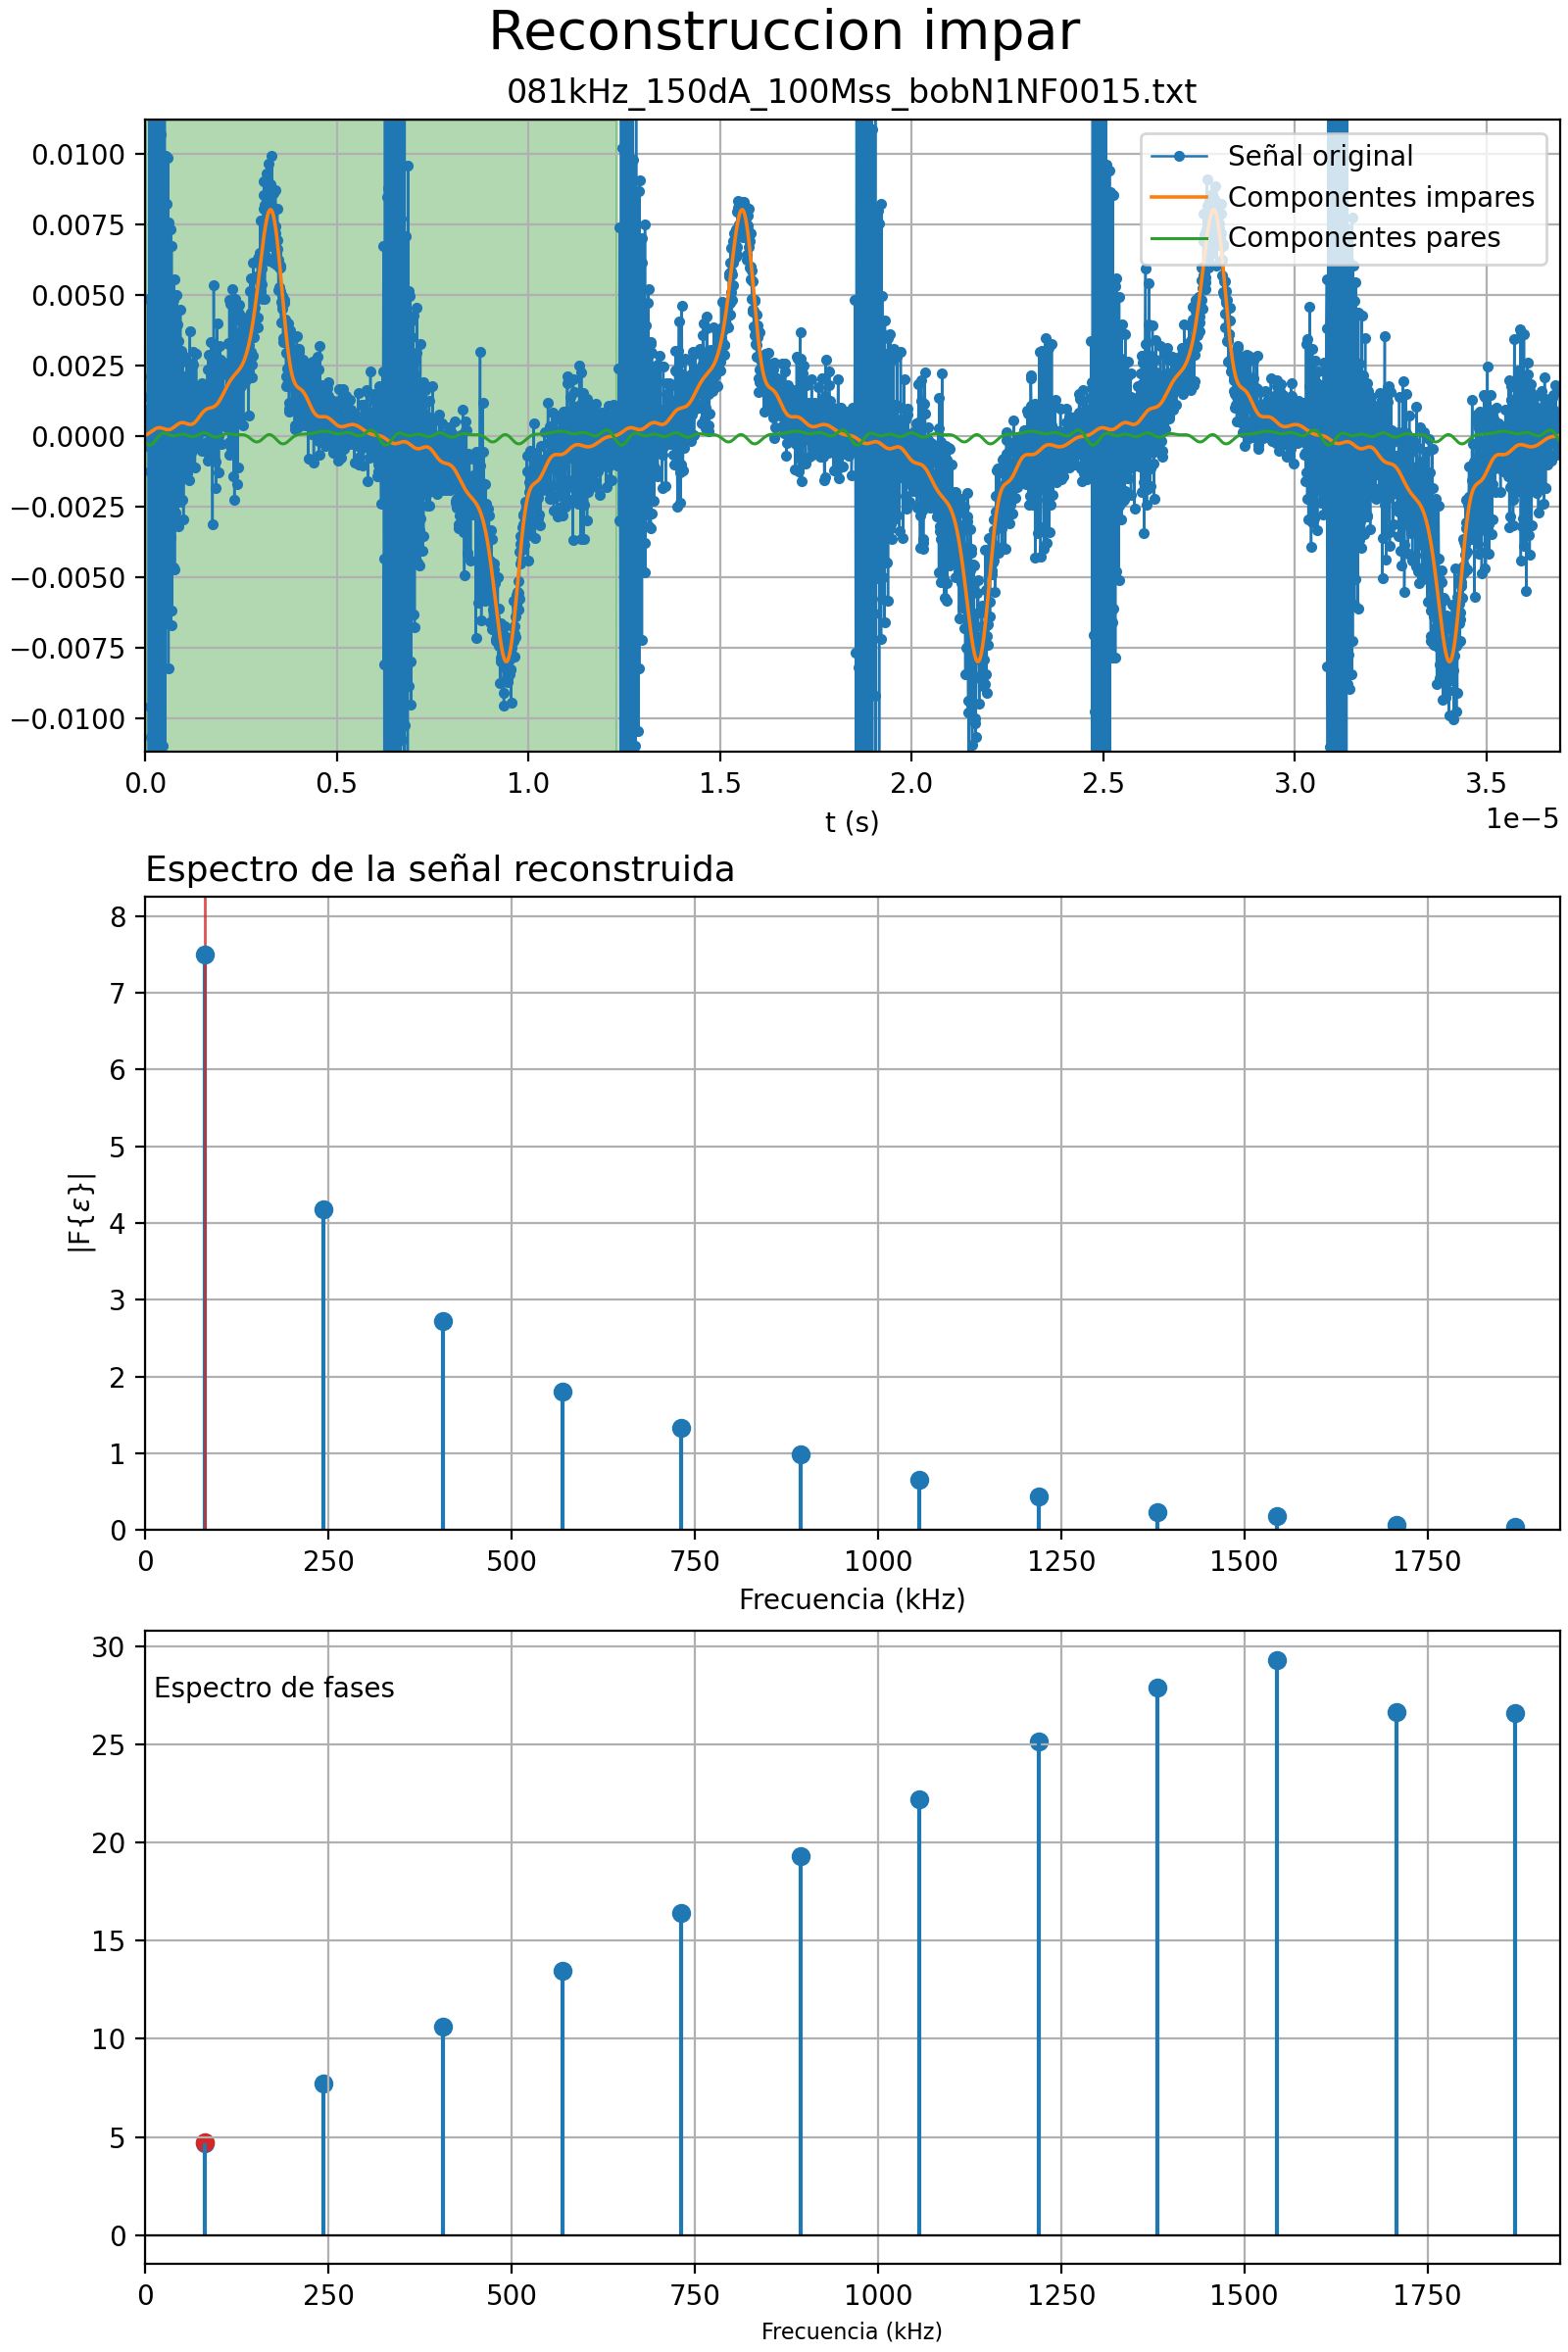 Reconstruccion impar
081kHz_150dA_100Mss_bobN1NF0015.txt
0.0100
0.0075
0.0050
0.0025
0.0000
−0.0025
−0.0050
−0.0075
−0.0100
Señal original
Componentes impares
Componentes pares
0.0 0.5 1.0 1.5 2.0 2.5 3.0 3.5
1e−5
t (s)
Espectro de la señal reconstruida
8
7
6
5
4
3
2
1
0
|F{ε}|
0 250 500 750 1000 1250 1500 1750
Frecuencia (kHz)
30
25
20
15
10
5
0
Espectro de fases
0 250 500 750 1000 1250 1500 1750
Frecuencia (kHz)